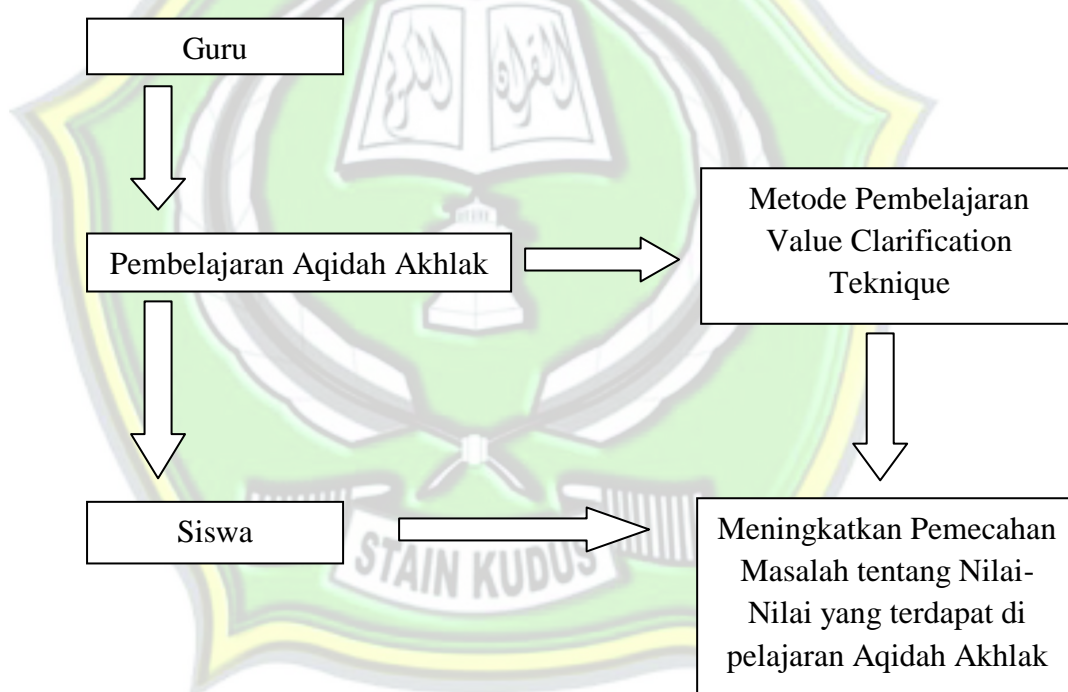 Guru
Pembelajaran Aqidah Akhlak
Metode Pembelajaran
Value Clarification
Teknique
Siswa
Meningkatkan Pemecahan
Masalah tentang Nilai-
Nilai yang terdapat di
pelajaran Aqidah Akhlak
STAIN KUDUS